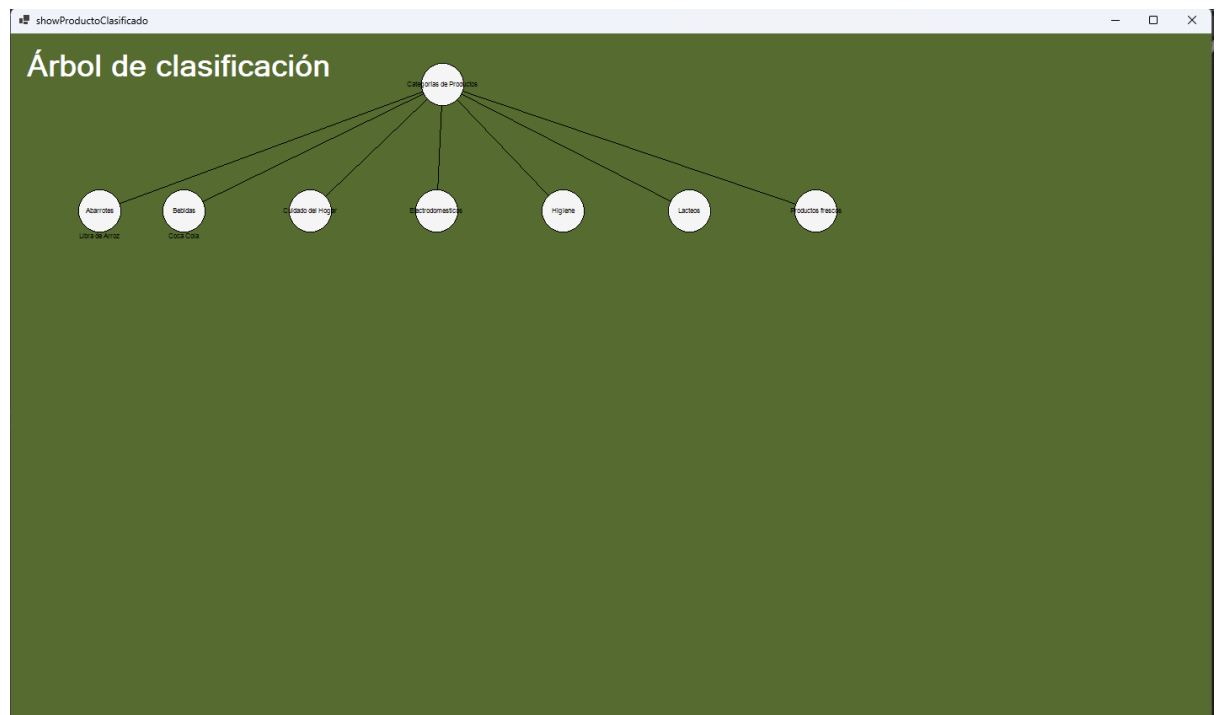 showProductoClasificado
Árbol de clasificación
Categorias de Productos
Abarrotes
Bebidas
Cuidado del Hogar
Electrodomesticos
Higiene
Lacteos
Productos frescos
Libra de Arroz
Coca Cola